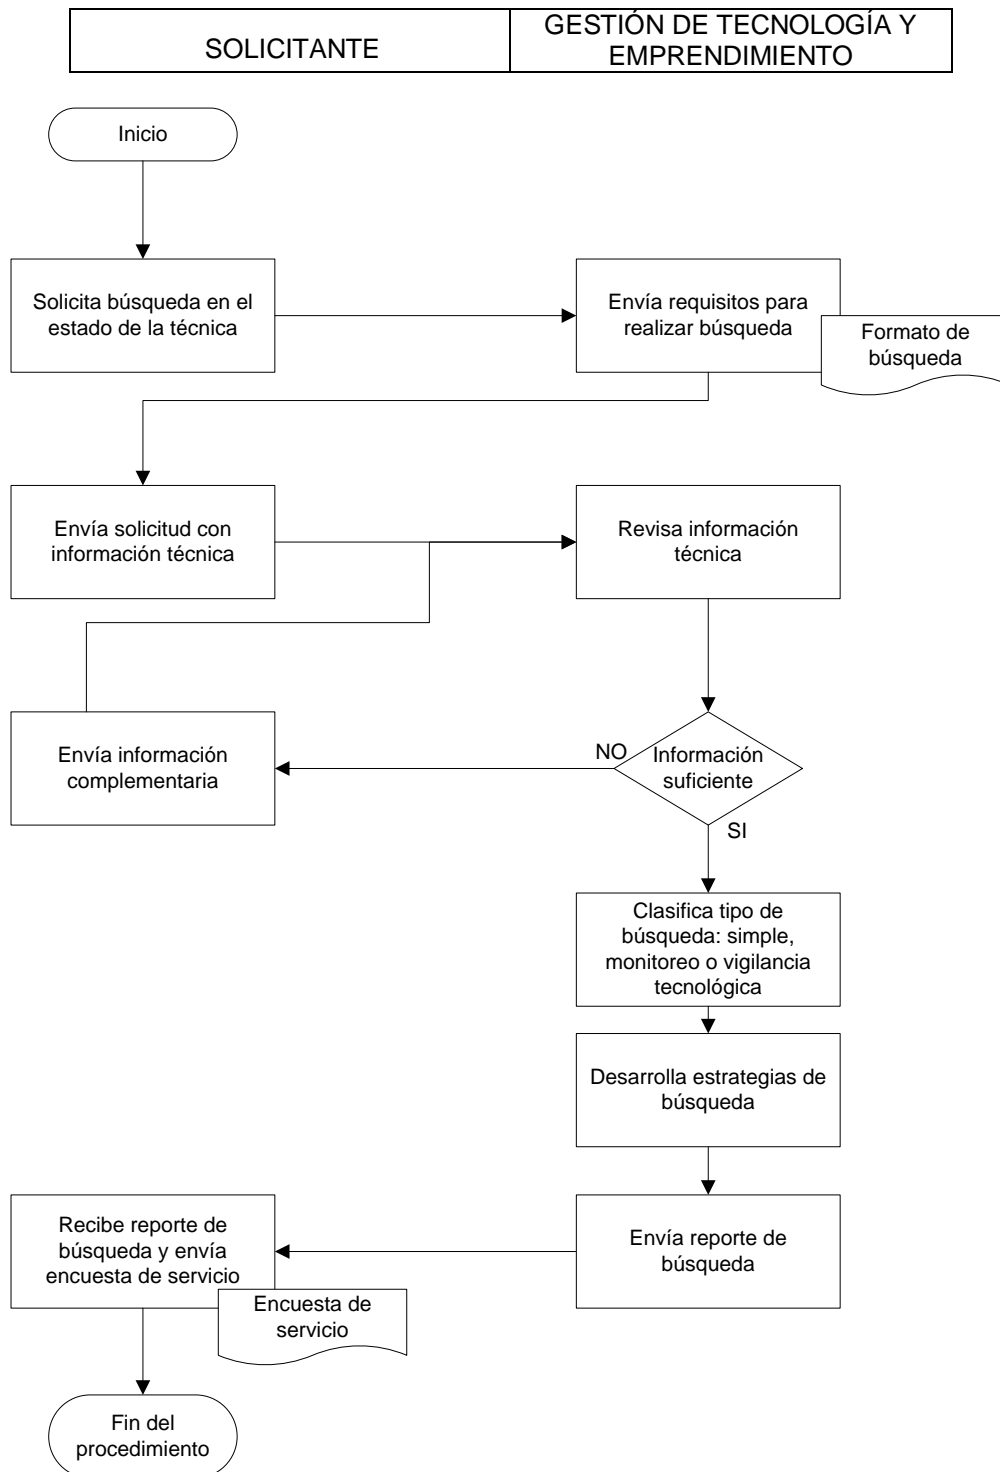 SOLICITANTE
GESTIÓN DE TECNOLOGÍA Y
EMPRENDIMIENTO
Inicio
Solicita búsqueda en el
estado de la técnica
Envía requisitos para
realizar búsqueda
Formato de
búsqueda
Envía solicitud con
información técnica
Revisa información
técnica
Envía información
complementaria
NO
Información
suficiente
SI
Clasifica tipo de
búsqueda: simple,
monitoreo o vigilancia
tecnológica
Desarrolla estrategias de
búsqueda
Recibe reporte de
búsqueda y envía
encuesta de servicio
Envía reporte de
búsqueda
Encuesta de
servicio
Fin del
procedimiento